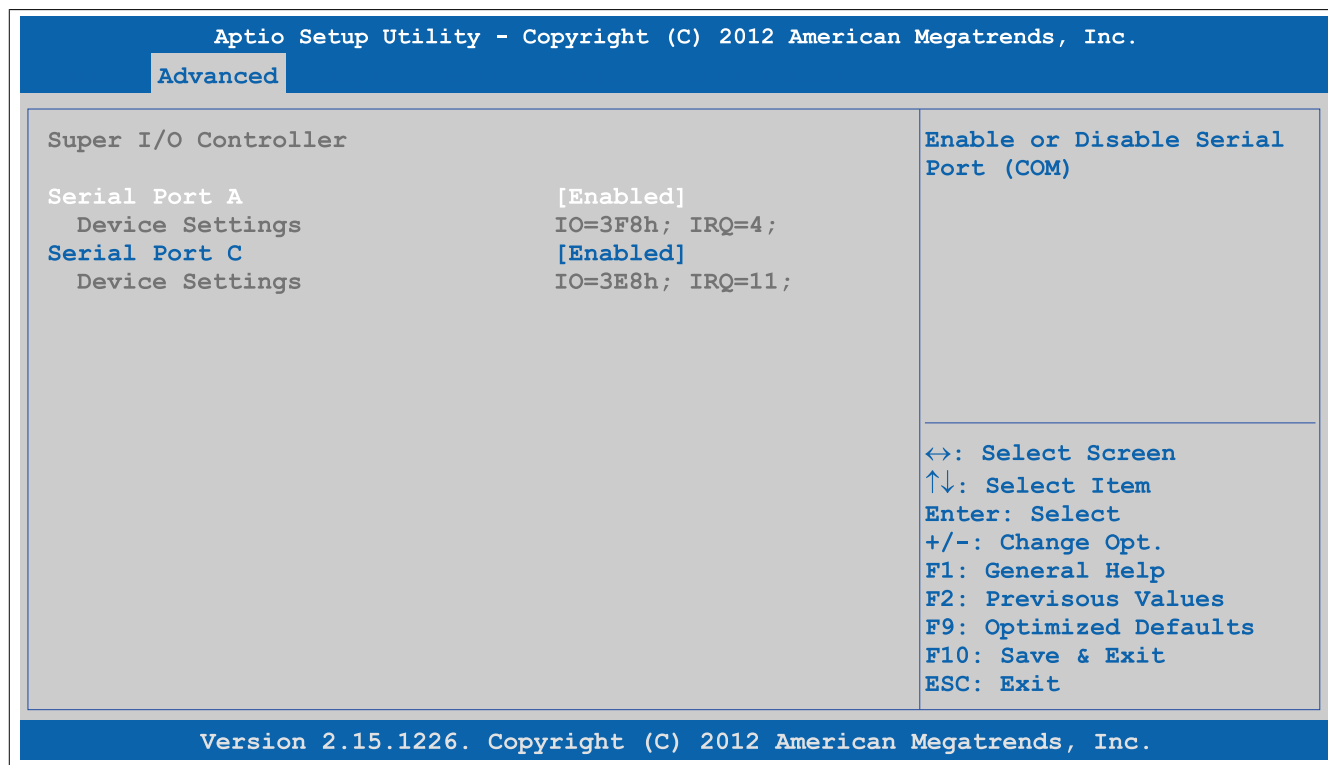 Aptio Setup Utility - Copyright (C) 2012 American Megatrends, Inc.
Advanced
Super I/O Controller
Serial Port A [Enabled]
Device Settings IO=3F8h; IRQ=4;
Serial Port C [Enabled]
Device Settings IO=3E8h; IRQ=11;
Enable or Disable Serial
Port (COM)
↔: Select Screen
↑↓: Select Item
Enter: Select
+/-: Change Opt.
F1: General Help
F2: Previsous Values
F9: Optimized Defaults
F10: Save & Exit
ESC: Exit
Version 2.15.1226. Copyright (C) 2012 American Megatrends, Inc.